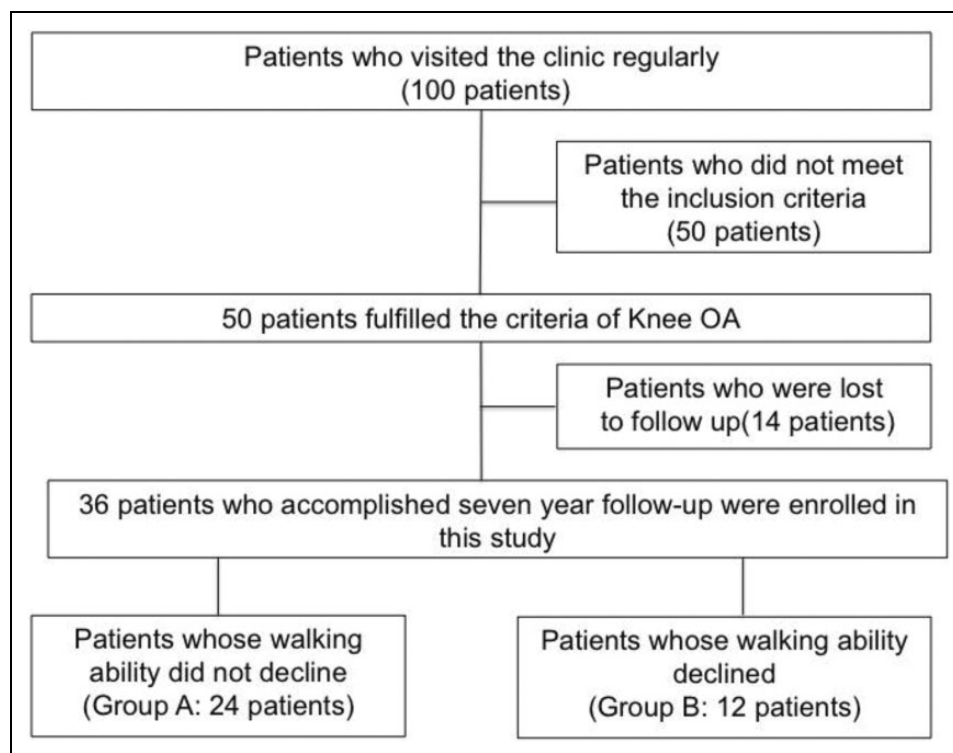 Patients who visited the clinic regularly
(100 patients)
Patients who did not meet
the inclusion criteria
(50 patients)
50 patients fulfilled the criteria of Knee OA
Patients who were lost
to follow up(14 patients)
36 patients who accomplished seven year follow-up were enrolled in
this study
Patients whose walking
ability did not decline
(Group A: 24 patients)
Patients whose walking ability
declined
(Group B: 12 patients)